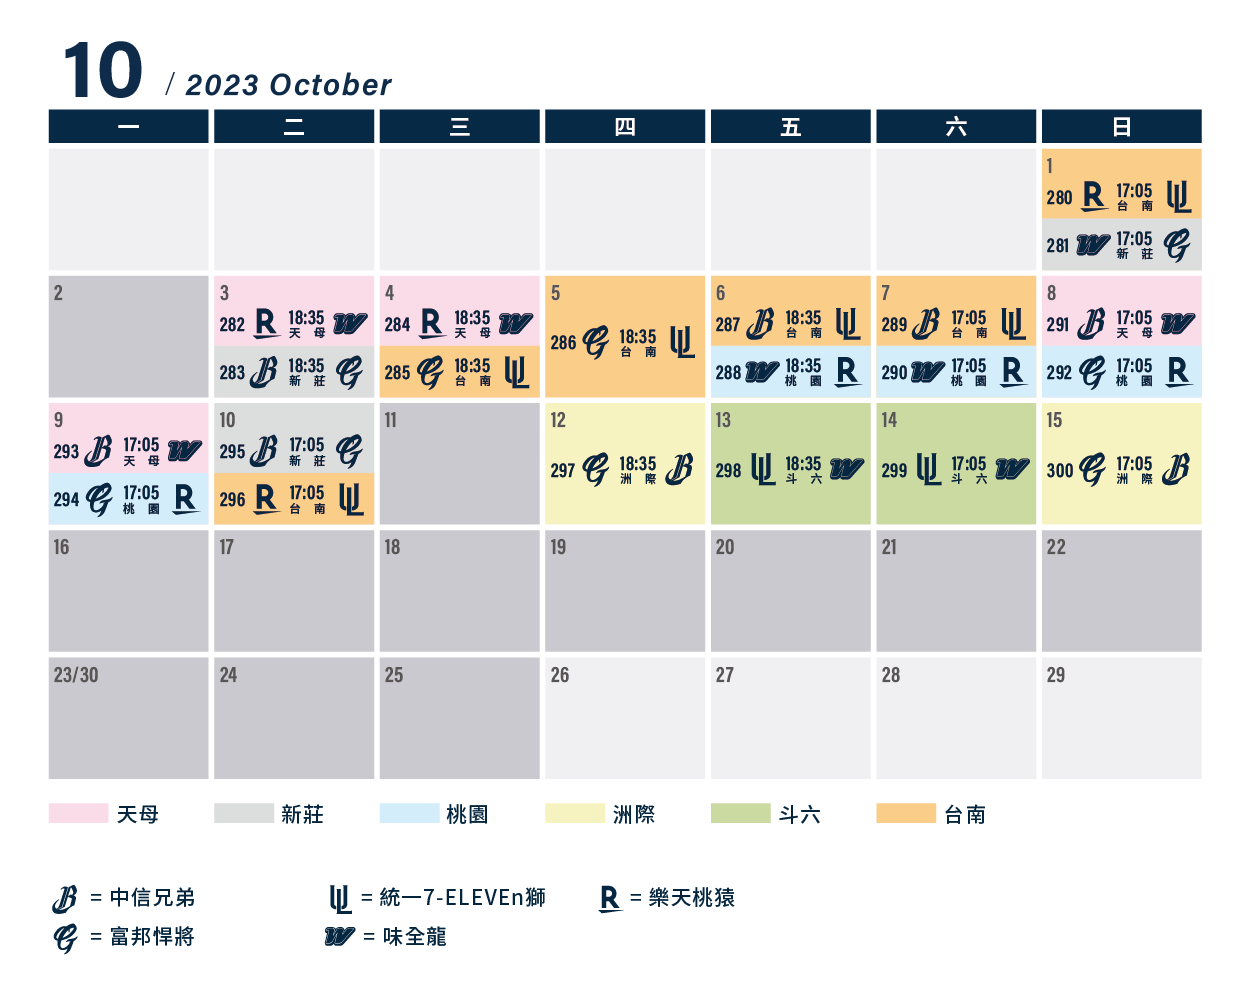 10 / 2023 October
一 二 三 四 五 六 日
1
280 R 17:05 台南 UL
281 W 17:05 新莊 G
2 3 4 5 6 7 8
282 R 18:35 天母 W
284 R 18:35 天母 W
286 G 18:35 台南 UL
287 B 18:35 台南 UL
289 B 17:05 台南 UL
291 B 17:05 天母 W
283 B 18:35 新莊 G
285 G 18:35 台南 UL
288 W 18:35 桃園 R
290 W 17:05 桃園 R
292 G 17:05 桃園 R
9 10 11 12 13 14 15
293 B 17:05 天母 W
295 B 17:05 新莊 G
297 G 18:35 洲際 B
298 UL 18:35 斗六 W
299 UL 17:05 斗六 W
300 G 17:05 洲際 B
294 G 17:05 桃園 R
296 R 17:05 台南 UL
16 17 18 19 20 21 22
23/30 24 25 26 27 28 29
天母 新莊 桃園 洲際 斗六 台南
B = 中信兄弟 UL = 統一7-ELEVEn獅 R = 樂天桃猿
G = 富邦悍將 W = 味全龍